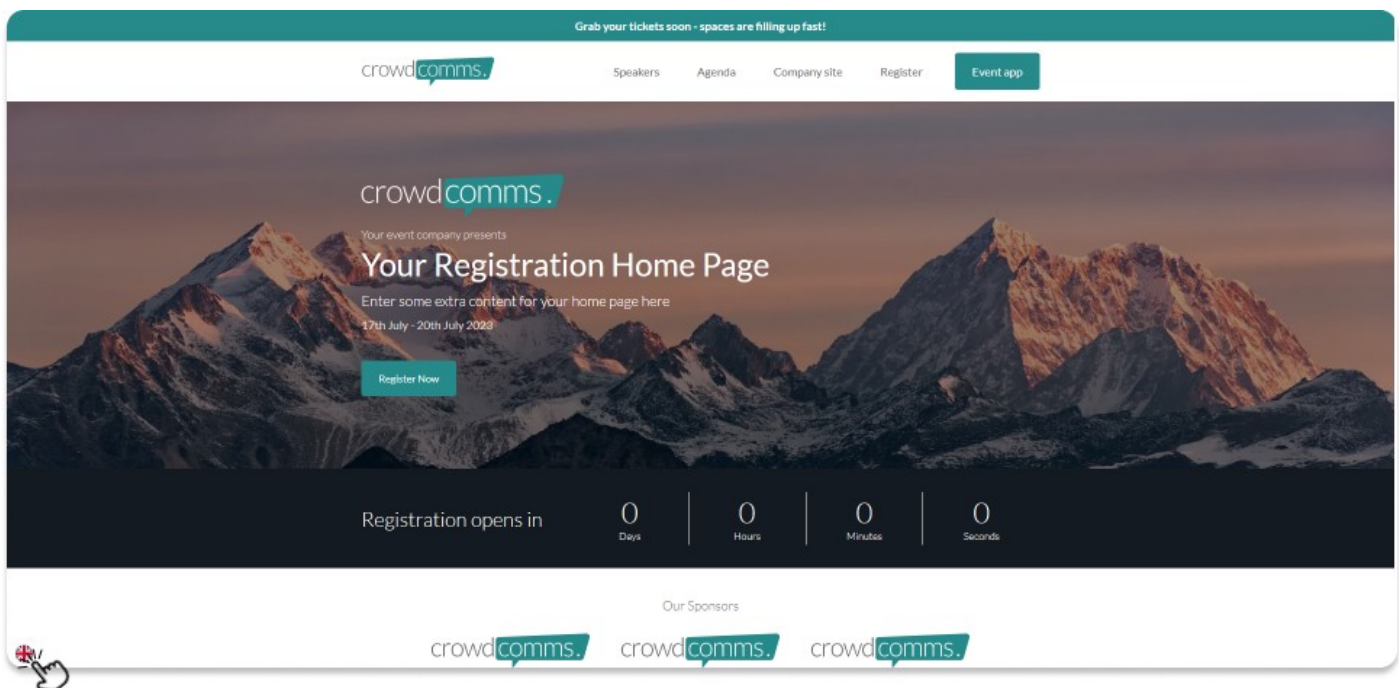 Grab your tickets soon - spaces are filling up fast!
crowdcomms. Speakers Agenda Company site Register Event app
crowdcomms.
Your event company presents
Your Registration Home Page
Enter some extra content for your home page here
17th July - 20th July 2023
Register Now
Registration opens in 0 0 0 0
Days Hours Minutes Seconds
Our Sponsors
crowdcomms. crowdcomms. crowdcomms.